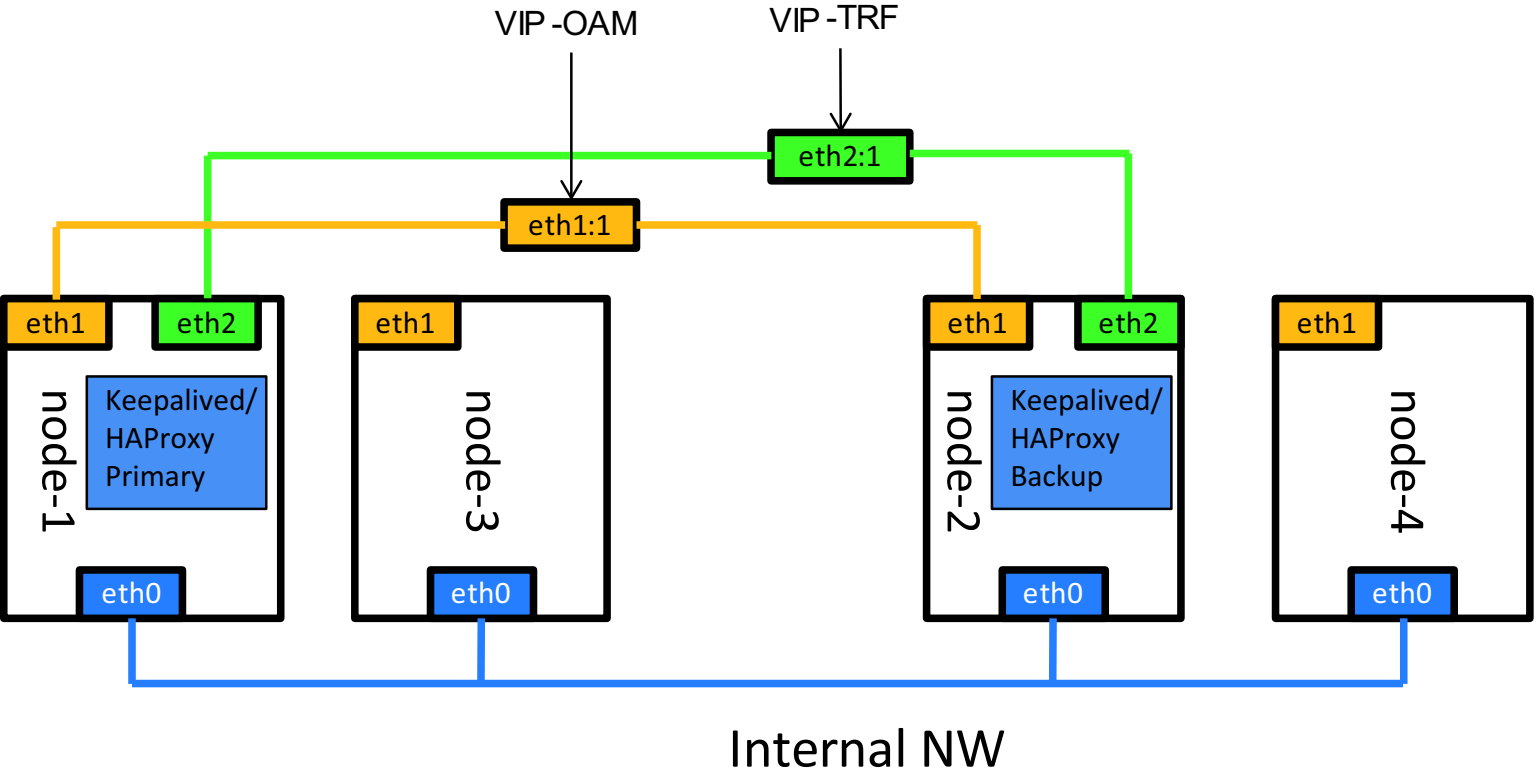 VIP-OAM
VIP-TRF
eth2:1
eth1:1
eth1
eth2
eth1
eth1
eth2
eth1
node-1
Keepalived/
HAProxy
Primary
node-3
node-2
Keepalived/
HAProxy
Backup
node-4
eth0
eth0
eth0
eth0
Internal NW